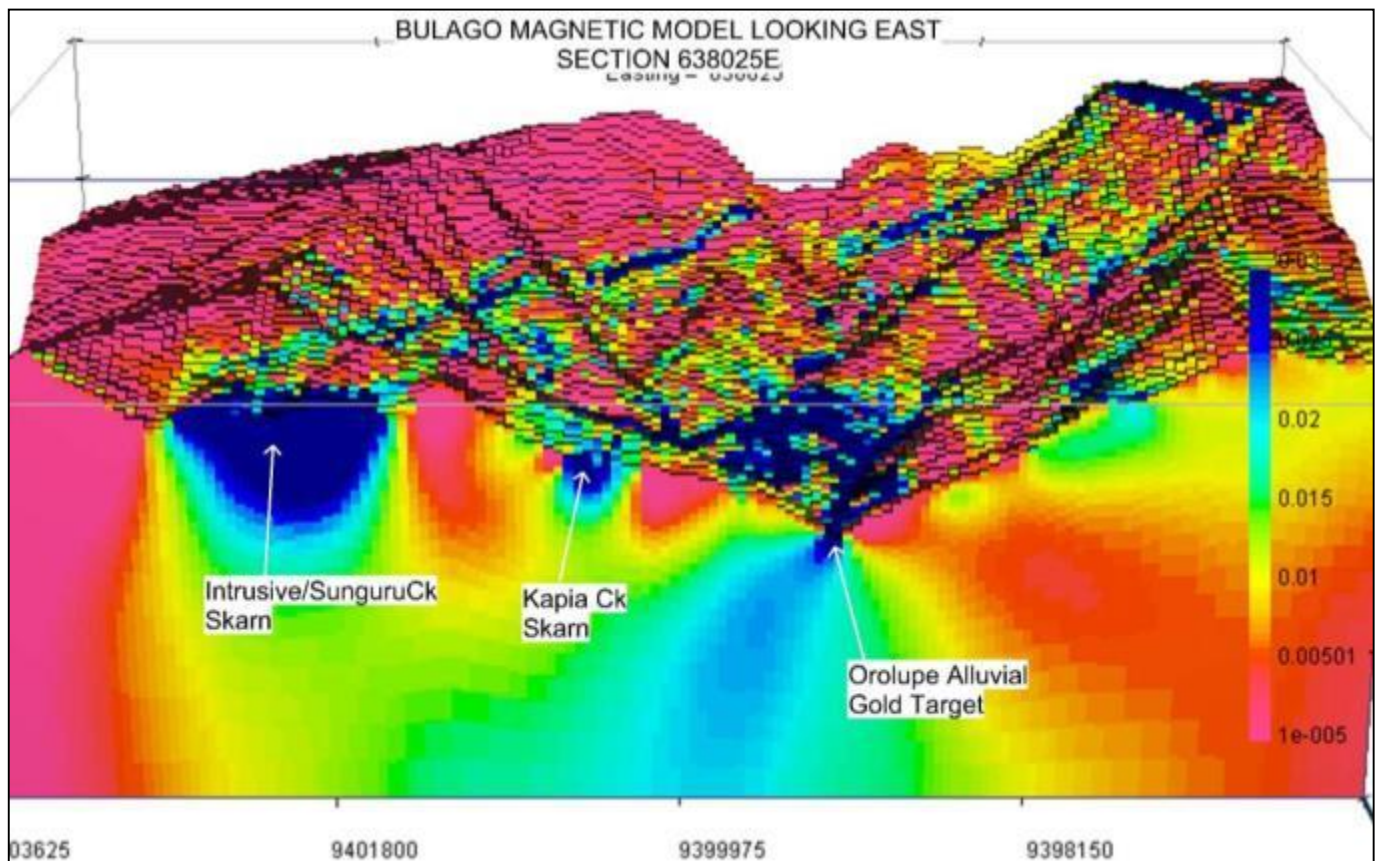 BULAGO MAGNETIC MODEL LOOKING EAST
SECTION 638025E
0.02
0.015
0.01
0.00501
1e-005
Intrusive/SunguruCk
Skarn
Kapia Ck
Skarn
Orolupe Alluvial
Gold Target
03625
9401800
9399975
9398150